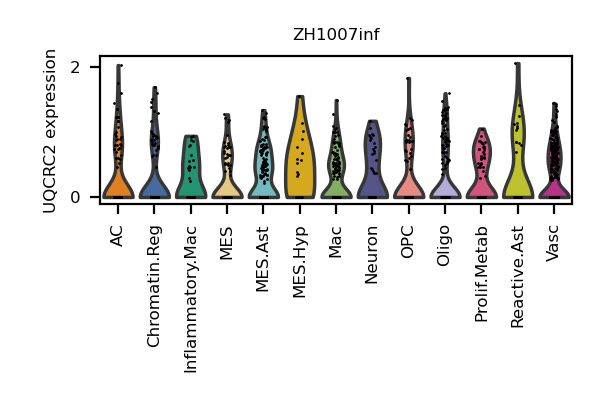 ZH1007inf
UQCRC2 expression
2
0
AC
Chromatin.Reg
Inflammatory.Mac
MES
MES.Ast
MES.Hyp
Mac
Neuron
OPC
Oligo
Prolif.Metab
Reactive.Ast
Vasc